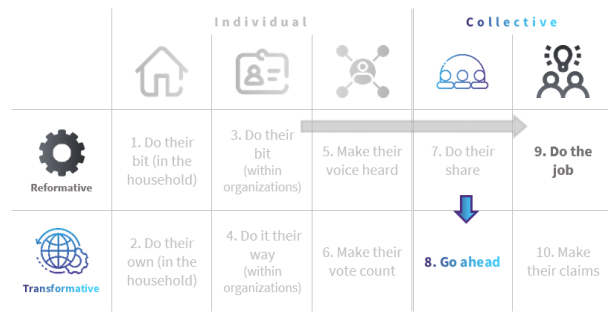 Individual
Collective
Reformative
1. Do their
bit (in the
household)
3. Do their
bit
(within
organizations)
5. Make their
voice heard
7. Do their
share
9. Do the
job
Transformative
2. Do their
own (in the
household)
4. Do it their
way
(within
organizations)
6. Make their
vote count
8. Go ahead
10. Make
their claims